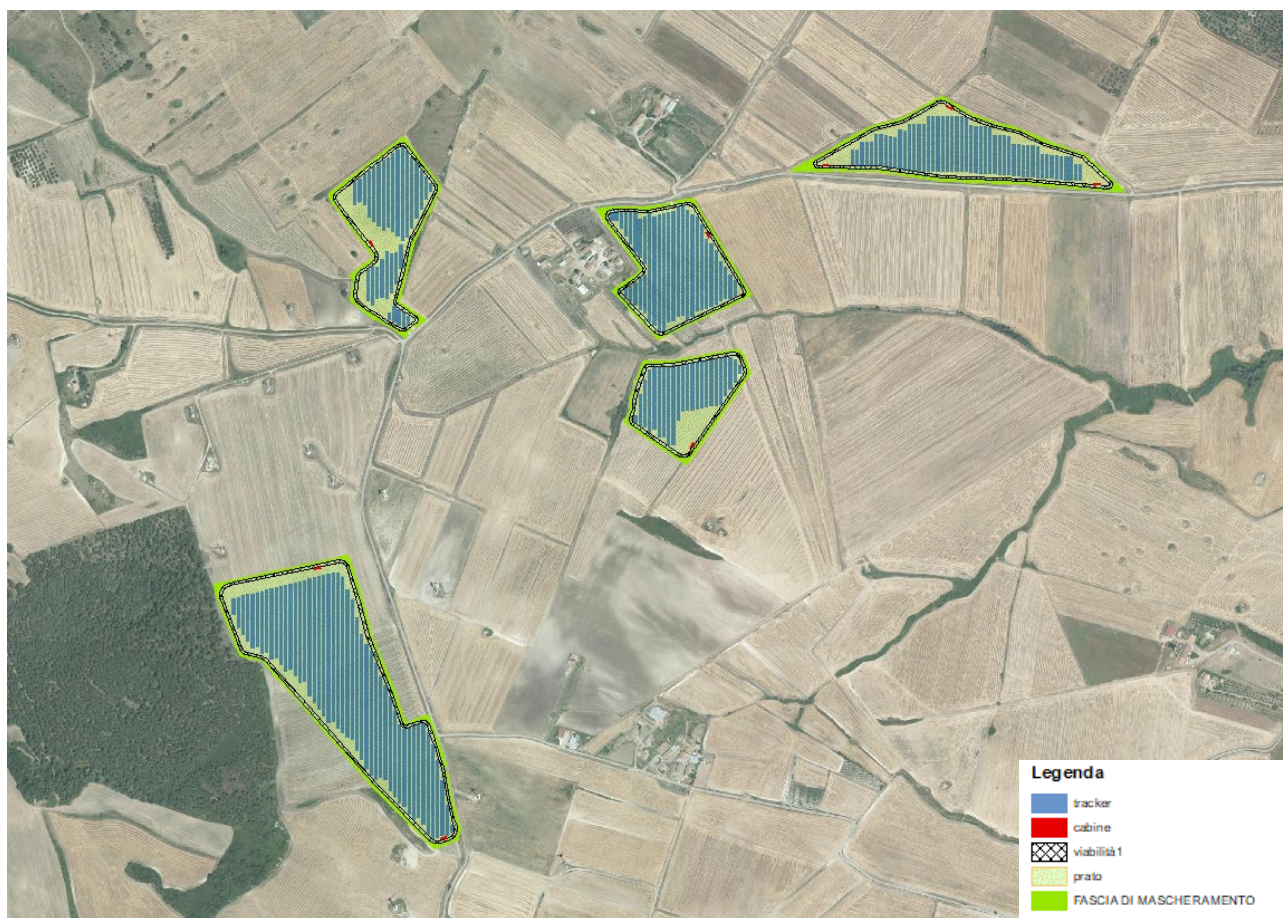 Legenda
tracker
cabine
viabilità1
prato
FASCIA DI MASCHERAMENTO